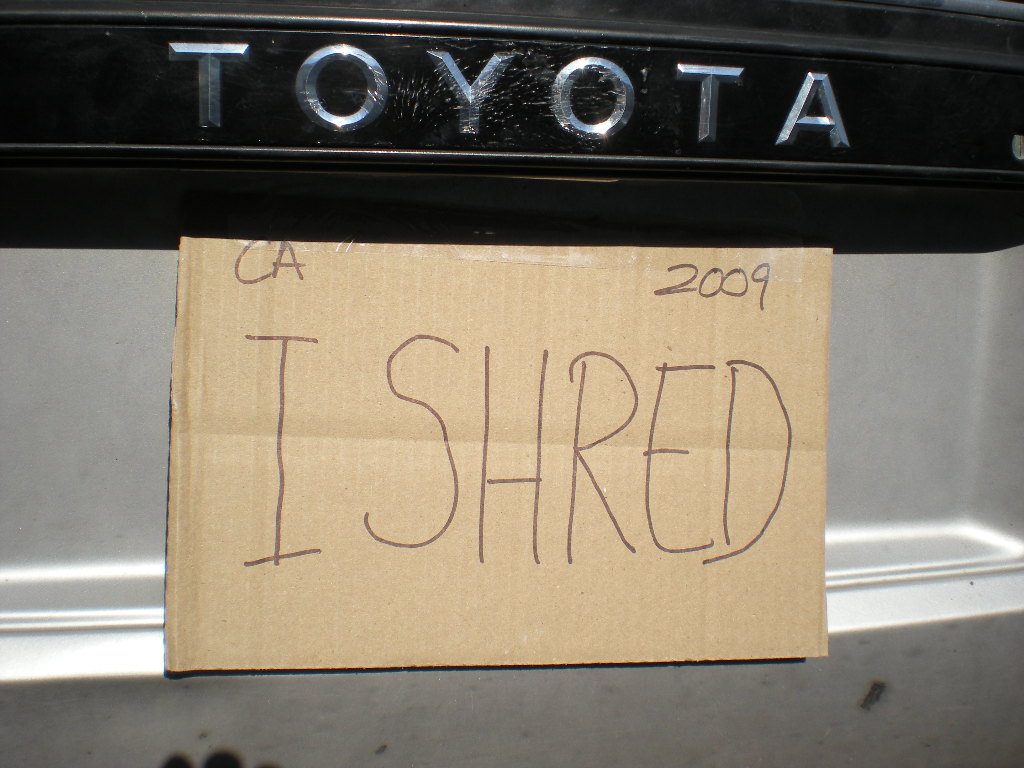 TOYOTA
CA 2009
I SHRED